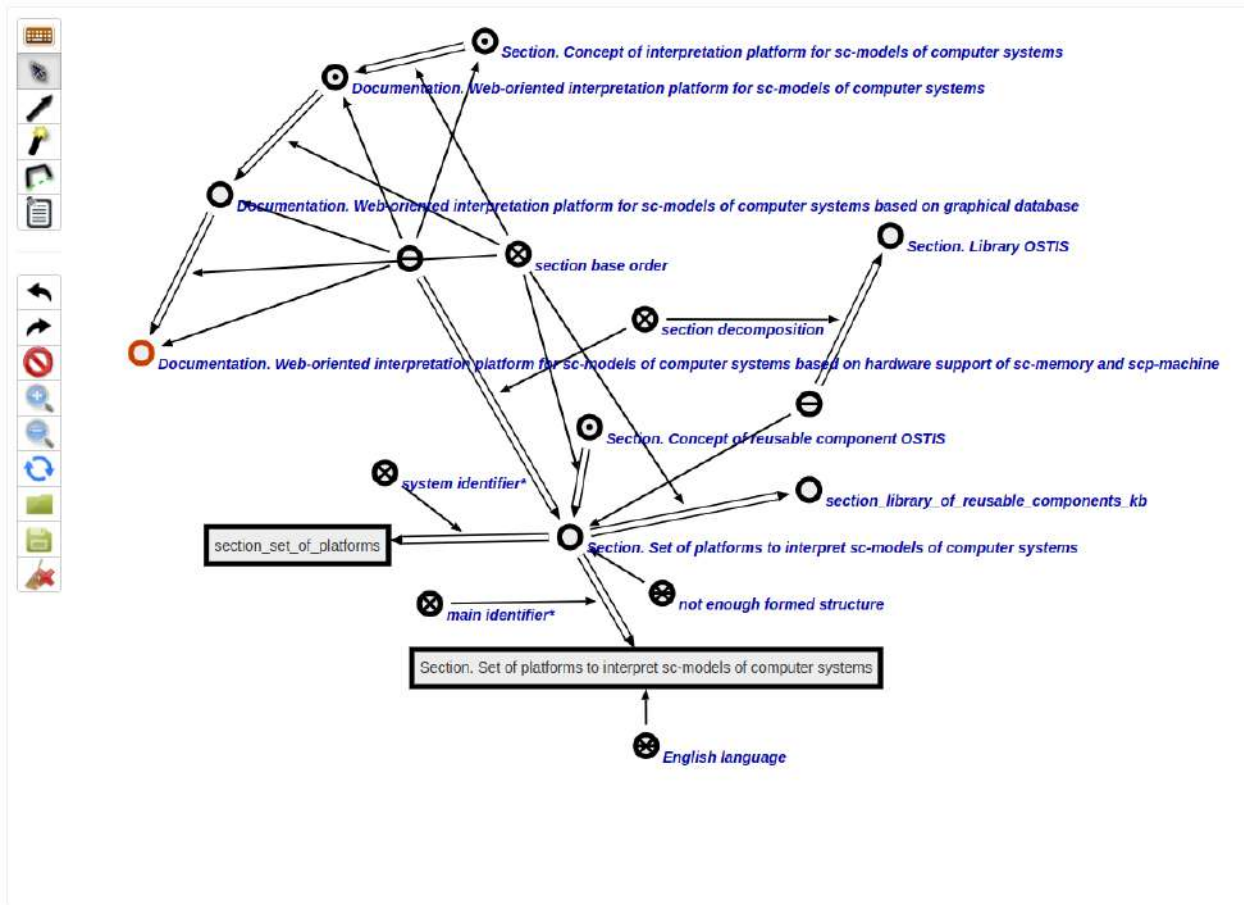 Section. Concept of interpretation platform for sc-models of computer systems
Documentation. Web-oriented interpretation platform for sc-models of computer systems
Documentation. Web-oriented interpretation platform for sc-models of computer systems based on graphical database
Section. Library OSTIS
section base order
section decomposition
Documentation. Web-oriented interpretation platform for sc-models of computer systems based on hardware support of sc-memory and scp-machine
Section. Concept of reusable component OSTIS
system identifier*
section_library_of_reusable_components_kb
section_set_of_platforms
Section. Set of platforms to interpret sc-models of computer systems
not enough formed structure
main identifier*
Section. Set of platforms to interpret sc-models of computer systems
English language